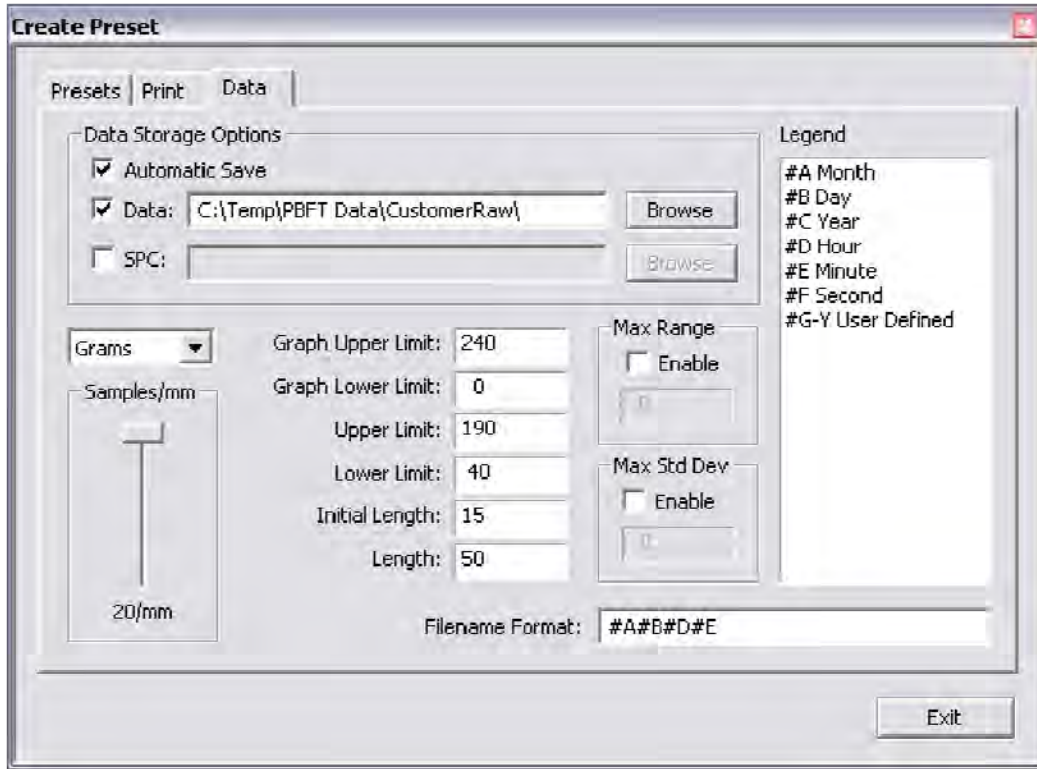 Create Preset
Presets Print Data
Data Storage Options
Automatic Save
Data: C:\Temp\PBFT Data\CustomerRaw\ Browse
SPC: Browse
Legend
#A Month
#B Day
#C Year
#D Hour
#E Minute
#F Second
#G-Y User Defined
Grams
Samples/mm
20/mm
Graph Upper Limit: 240
Graph Lower Limit: 0
Upper Limit: 190
Lower Limit: 40
Initial Length: 15
Length: 50
Max Range
Enable
0
Max Std Dev
Enable
0
Filename Format: #A#B#D#E
Exit